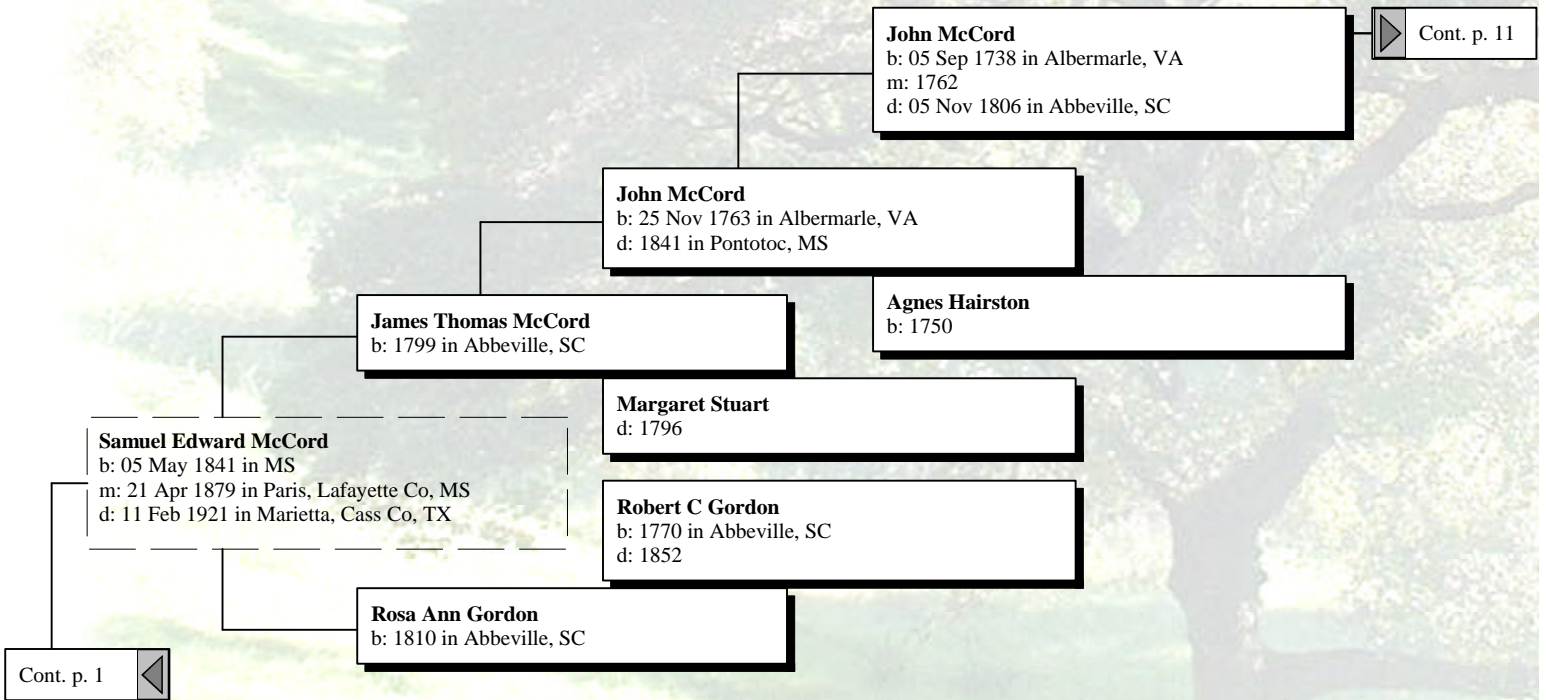 John McCord
b: 05 Sep 1738 in Albermarle, VA
m: 1762
d: 05 Nov 1806 in Abbeville, SC
Cont. p. 11
John McCord
b: 25 Nov 1763 in Albermarle, VA
d: 1841 in Pontotoc, MS
Agnes Hairston
b: 1750
James Thomas McCord
b: 1799 in Abbeville, SC
Margaret Stuart
d: 1796
Samuel Edward McCord
b: 05 May 1841 in MS
m: 21 Apr 1879 in Paris, Lafayette Co, MS
d: 11 Feb 1921 in Marietta, Cass Co, TX
Robert C Gordon
b: 1770 in Abbeville, SC
d: 1852
Rosa Ann Gordon
b: 1810 in Abbeville, SC
Cont. p. 1